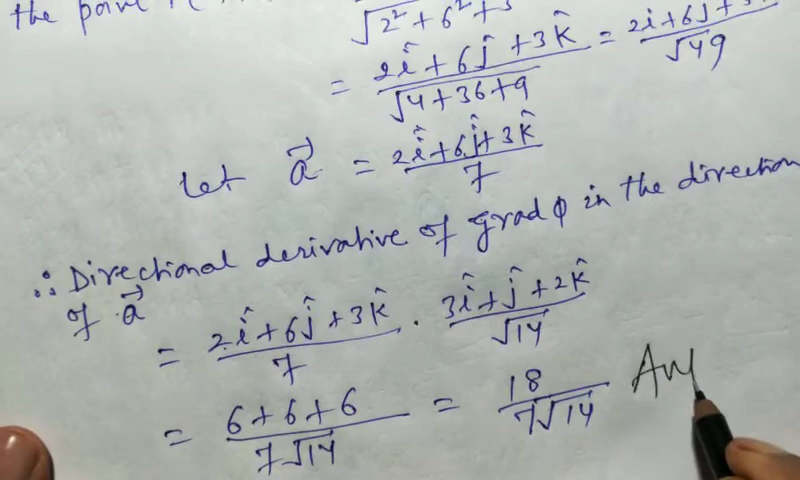 the point
√2²+6²+3
= 2î+6ĵ+3k̂ / √4+36+9 = 2i+6j+3 / √49
Let a⃗ = 2î+6ĵ+3k̂ / 7
∴ Directional derivative of grad ϕ in the direction
of a⃗
= 2î+6ĵ+3k̂ / 7 . 3î+ĵ+2k̂ / √14
= 6+6+6 / 7√14 = 18 / 7√14 Ans